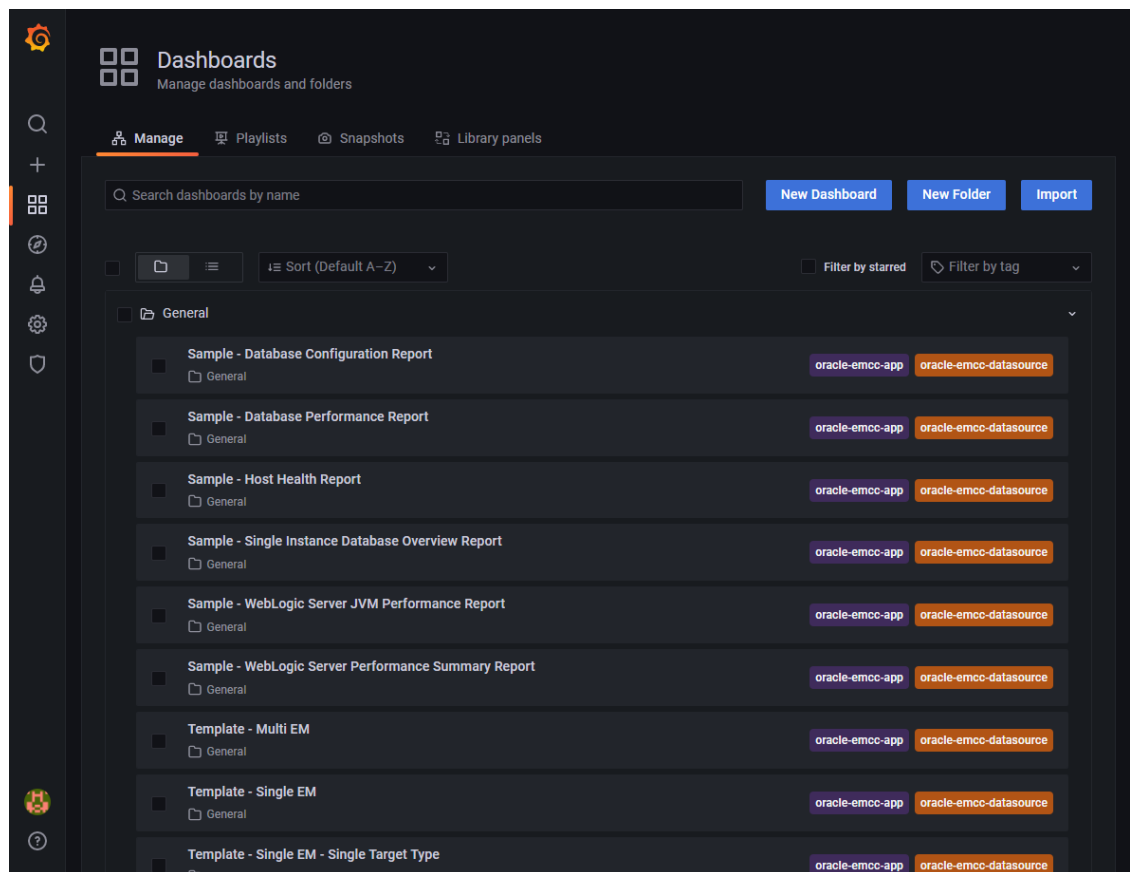 Dashboards
Manage dashboards and folders
Manage Playlists Snapshots Library panels
Search dashboards by name New Dashboard New Folder Import
Sort (Default A–Z) Filter by starred Filter by tag
General
Sample - Database Configuration Report
General
oracle-emcc-app oracle-emcc-datasource
Sample - Database Performance Report
General
oracle-emcc-app oracle-emcc-datasource
Sample - Host Health Report
General
oracle-emcc-app oracle-emcc-datasource
Sample - Single Instance Database Overview Report
General
oracle-emcc-app oracle-emcc-datasource
Sample - WebLogic Server JVM Performance Report
General
oracle-emcc-app oracle-emcc-datasource
Sample - WebLogic Server Performance Summary Report
General
oracle-emcc-app oracle-emcc-datasource
Template - Multi EM
General
oracle-emcc-app oracle-emcc-datasource
Template - Single EM
General
oracle-emcc-app oracle-emcc-datasource
Template - Single EM - Single Target Type
oracle-emcc-app oracle-emcc-datasource